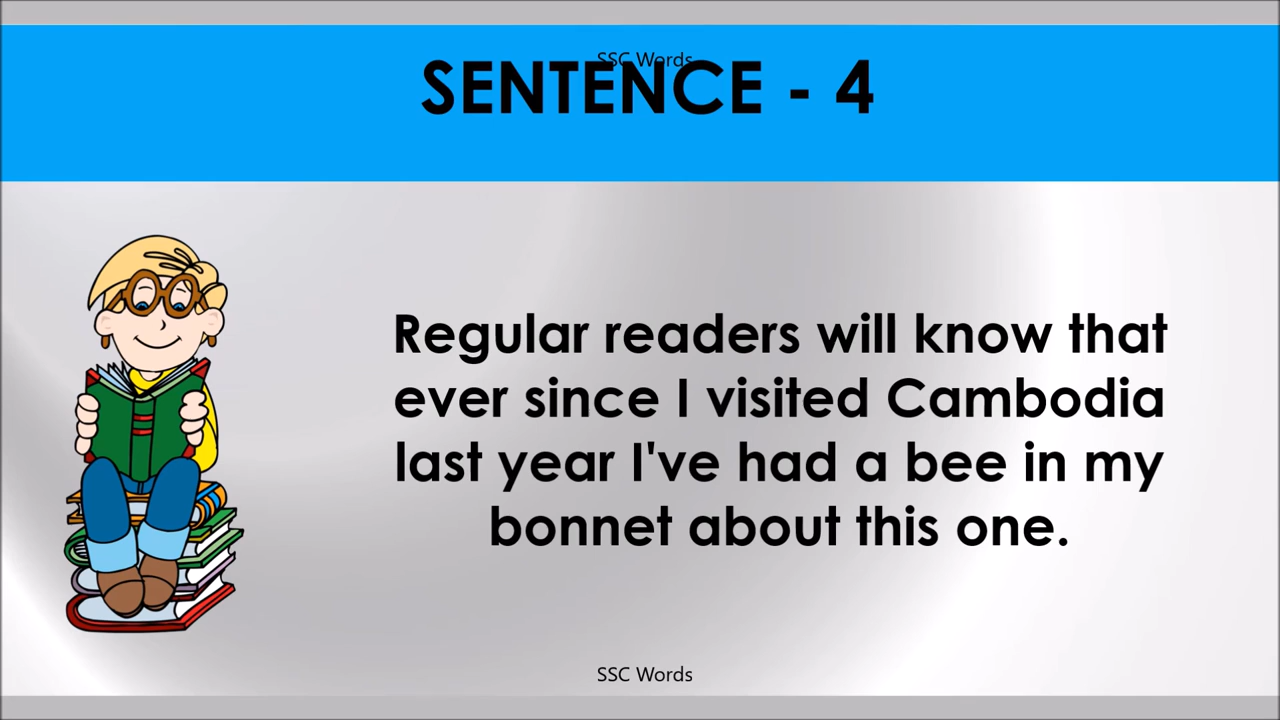 SSC Words
SENTENCE - 4
Regular readers will know that
ever since I visited Cambodia
last year I've had a bee in my
bonnet about this one.
SSC Words